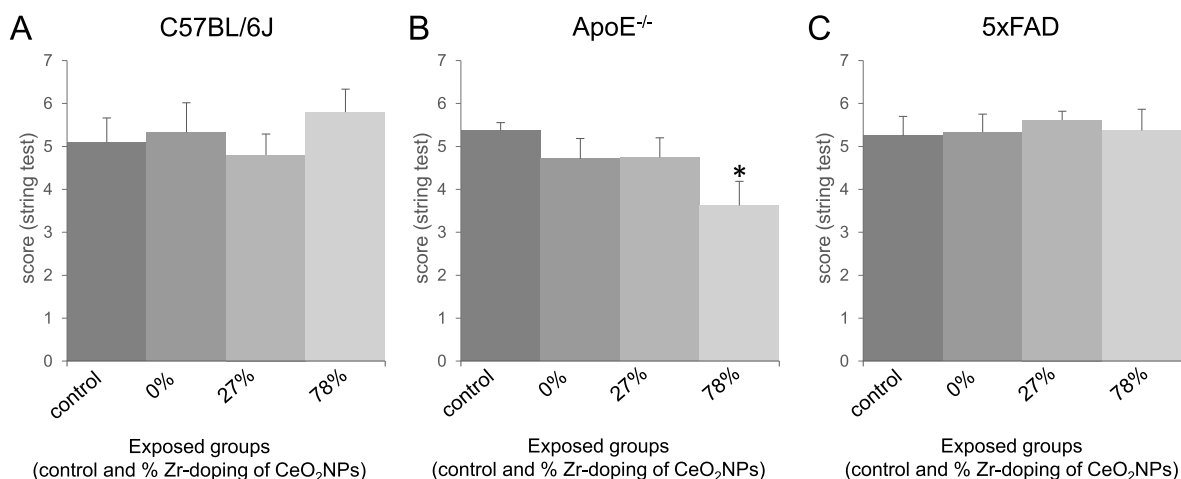 A
C57BL/6J
score (string test)
7
6
5
4
3
2
1
0
control
0%
27%
78%
Exposed groups
(control and % Zr-doping of CeO₂NPs)
B
ApoE⁻/⁻
score (string test)
7
6
5
4
3
2
1
0
*
control
0%
27%
78%
Exposed groups
(control and % Zr-doping of CeO₂NPs)
C
5xFAD
score (string test)
7
6
5
4
3
2
1
0
control
0%
27%
78%
Exposed groups
(control and % Zr-doping of CeO₂NPs)